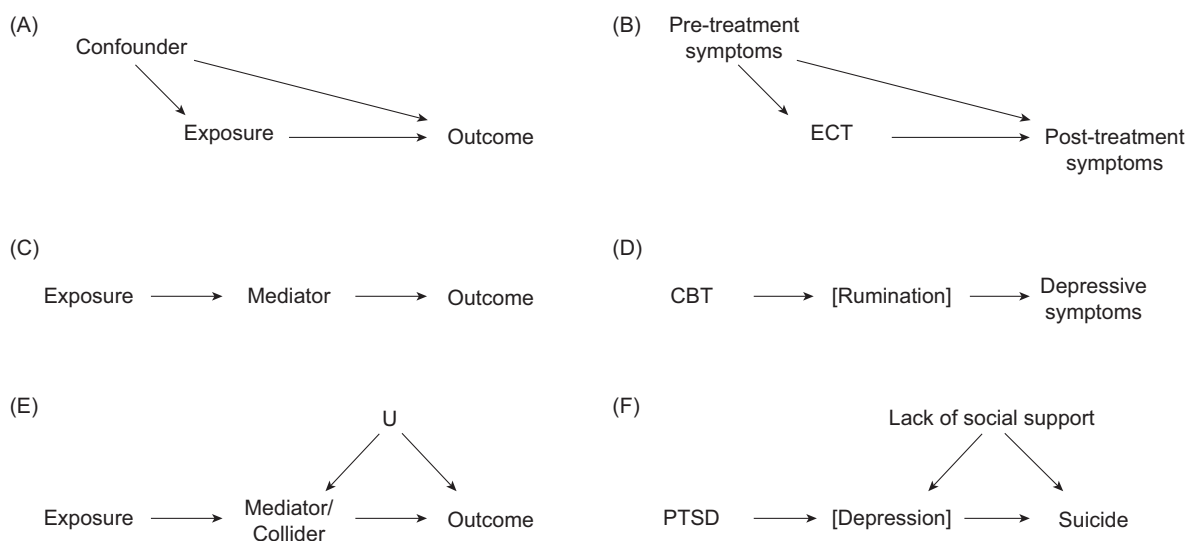 (A)
Confounder
Exposure
Outcome
(B)
Pre-treatment
symptoms
ECT
Post-treatment
symptoms
(C)
Exposure
Mediator
Outcome
(D)
CBT
[Rumination]
Depressive
symptoms
(E)
U
Exposure
Mediator/
Collider
Outcome
(F)
Lack of social support
PTSD
[Depression]
Suicide